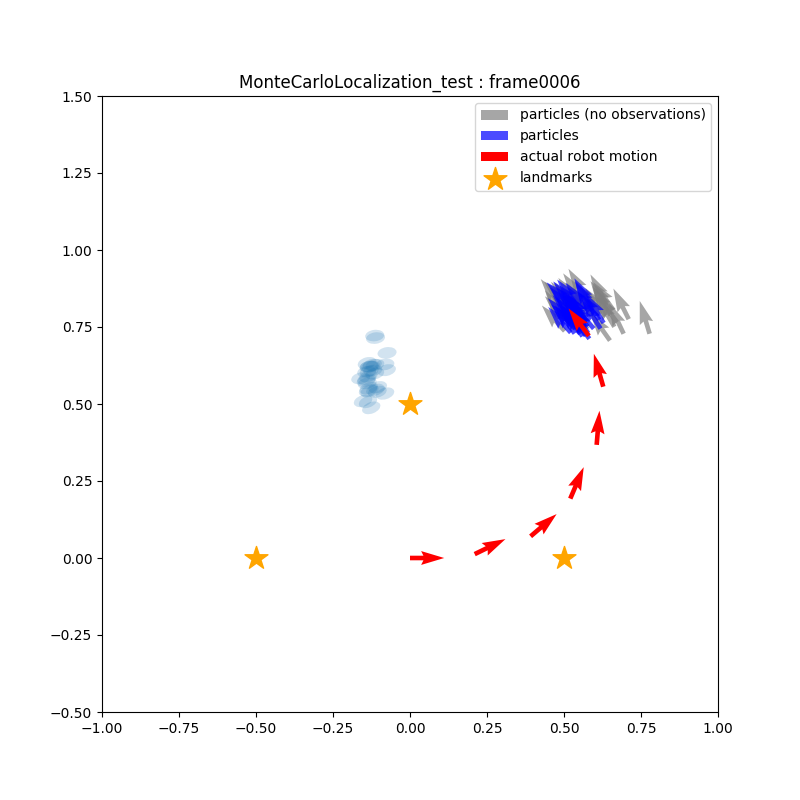 MonteCarloLocalization_test : frame0006
particles (no observations)
particles
actual robot motion
landmarks
1.50
1.25
1.00
0.75
0.50
0.25
0.00
−0.25
−0.50
−1.00 −0.75 −0.50 −0.25 0.00 0.25 0.50 0.75 1.00